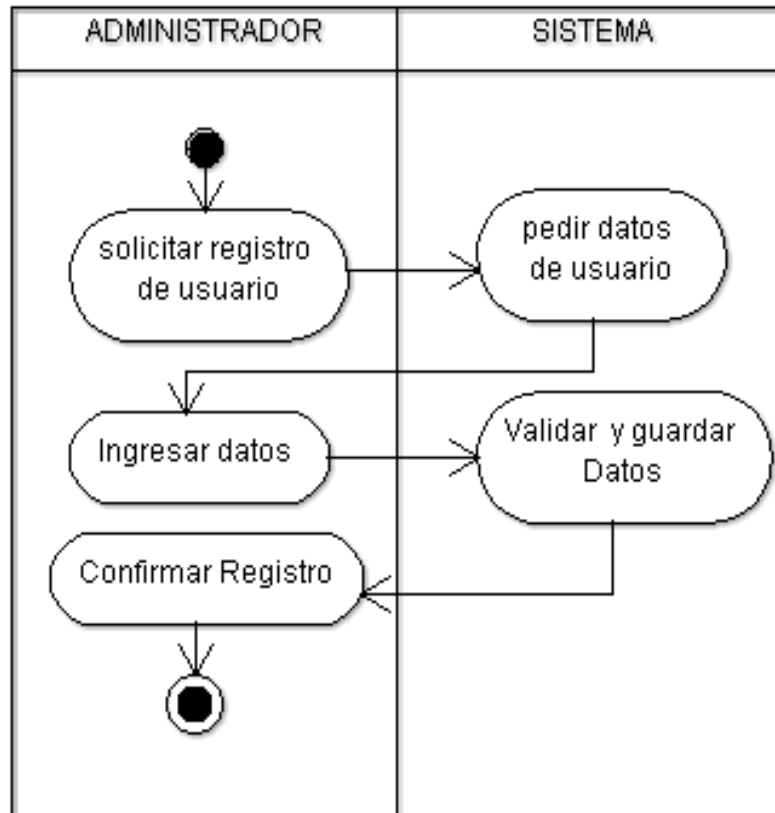 ADMINISTRADOR
SISTEMA
solicitar registro
de usuario
pedir datos
de usuario
Ingresar datos
Validar y guardar
Datos
Confirmar Registro